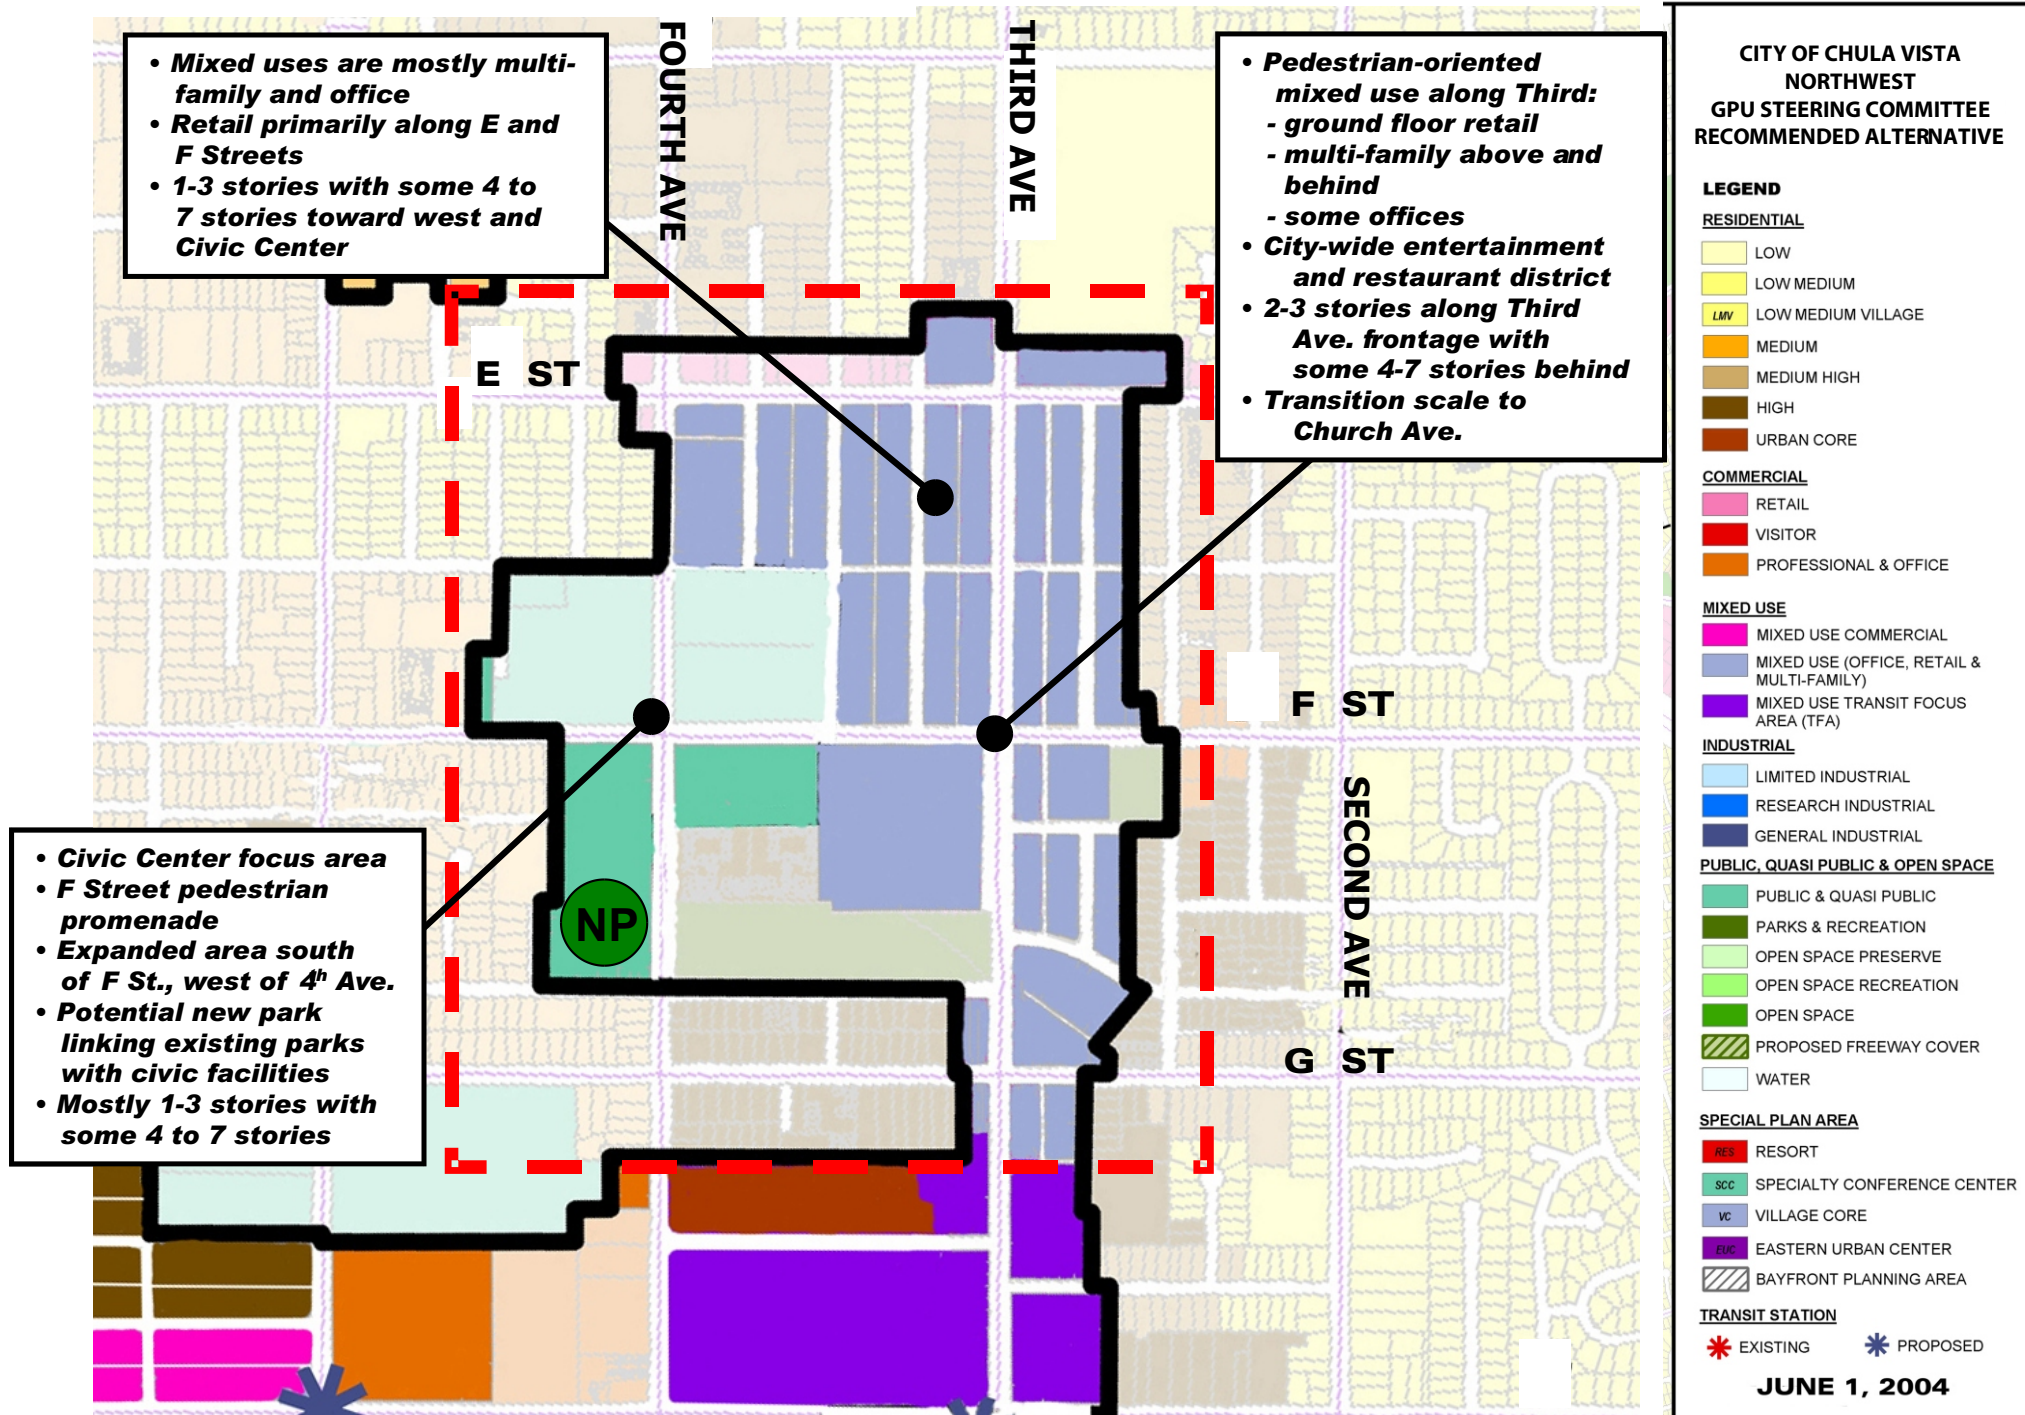 • Mixed uses are mostly multi-
family and office
• Retail primarily along E and
F Streets
• 1-3 stories with some 4 to
7 stories toward west and
Civic Center
FOURTH AVE
THIRD AVE
• Pedestrian-oriented
mixed use along Third:
- ground floor retail
- multi-family above and
behind
- some offices
• City-wide entertainment
and restaurant district
• 2-3 stories along Third
Ave. frontage with
some 4-7 stories behind
• Transition scale to
Church Ave.
E ST
F ST
SECOND AVE
G ST
NP
• Civic Center focus area
• F Street pedestrian
promenade
• Expanded area south
of F St., west of 4h Ave.
• Potential new park
linking existing parks
with civic facilities
• Mostly 1-3 stories with
some 4 to 7 stories
CITY OF CHULA VISTA
NORTHWEST
GPU STEERING COMMITTEE
RECOMMENDED ALTERNATIVE
LEGEND
RESIDENTIAL
LOW
LOW MEDIUM
LMV LOW MEDIUM VILLAGE
MEDIUM
MEDIUM HIGH
HIGH
URBAN CORE
COMMERCIAL
RETAIL
VISITOR
PROFESSIONAL & OFFICE
MIXED USE
MIXED USE COMMERCIAL
MIXED USE (OFFICE, RETAIL &
MULTI-FAMILY)
MIXED USE TRANSIT FOCUS
AREA (TFA)
INDUSTRIAL
LIMITED INDUSTRIAL
RESEARCH INDUSTRIAL
GENERAL INDUSTRIAL
PUBLIC, QUASI PUBLIC & OPEN SPACE
PUBLIC & QUASI PUBLIC
PARKS & RECREATION
OPEN SPACE PRESERVE
OPEN SPACE RECREATION
OPEN SPACE
PROPOSED FREEWAY COVER
WATER
SPECIAL PLAN AREA
RES RESORT
SCC SPECIALTY CONFERENCE CENTER
VC VILLAGE CORE
EUC EASTERN URBAN CENTER
BAYFRONT PLANNING AREA
TRANSIT STATION
EXISTING PROPOSED
JUNE 1, 2004